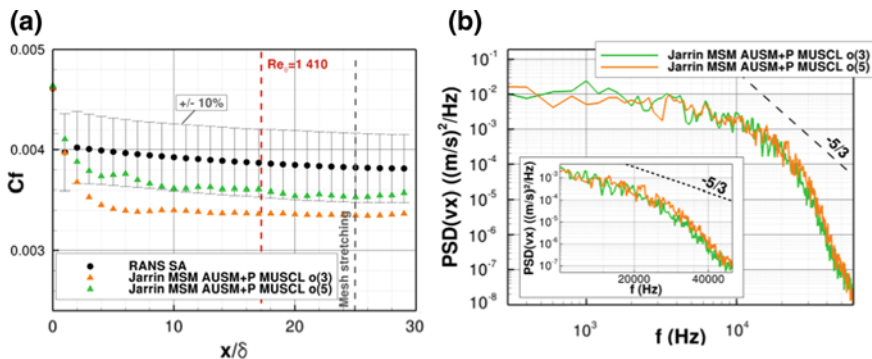 (a)
0.005
0.004
0.003
Cf
0
10
20
30
x/δ
+/- 10%
Reθ=1 410
Mesh stretching
RANS SA
Jarrin MSM AUSM+P MUSCL o(3)
Jarrin MSM AUSM+P MUSCL o(5)
(b)
Jarrin MSM AUSM+P MUSCL o(3)
Jarrin MSM AUSM+P MUSCL o(5)
PSD(vx) ((m/s)²/Hz)
10⁻¹
10⁻²
10⁻³
10⁻⁴
10⁻⁵
10⁻⁶
10⁻⁷
10⁻⁸
-5/3
10³
10⁴
f (Hz)
PSD(vx) ((m/s)²/Hz)
10⁻³
10⁻⁴
10⁻⁵
10⁻⁶
10⁻⁷
-5/3
20000
40000
f (Hz)